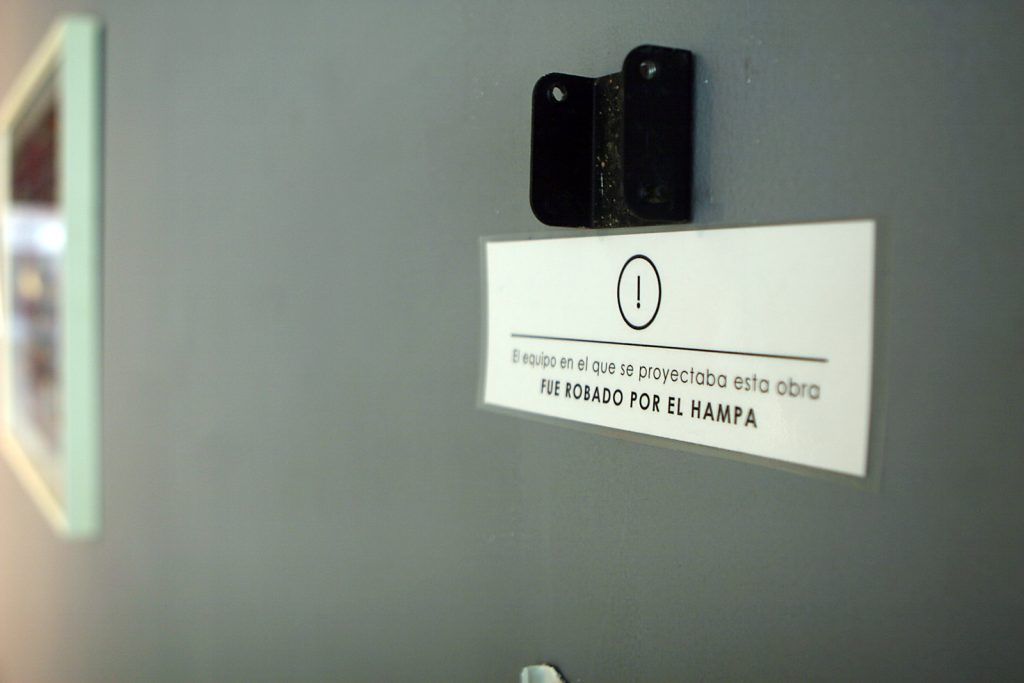 !
El equipo en el que se proyectaba esta obra
FUE ROBADO POR EL HAMPA